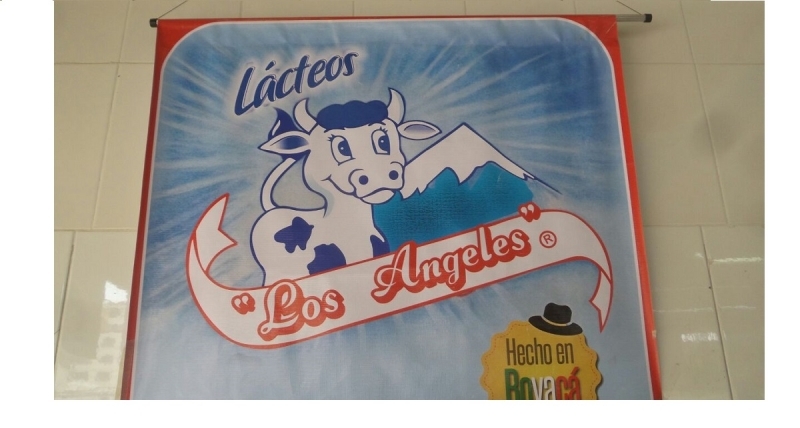 Lácteos
"Los Angeles" ®
Hecho en
Boyacá